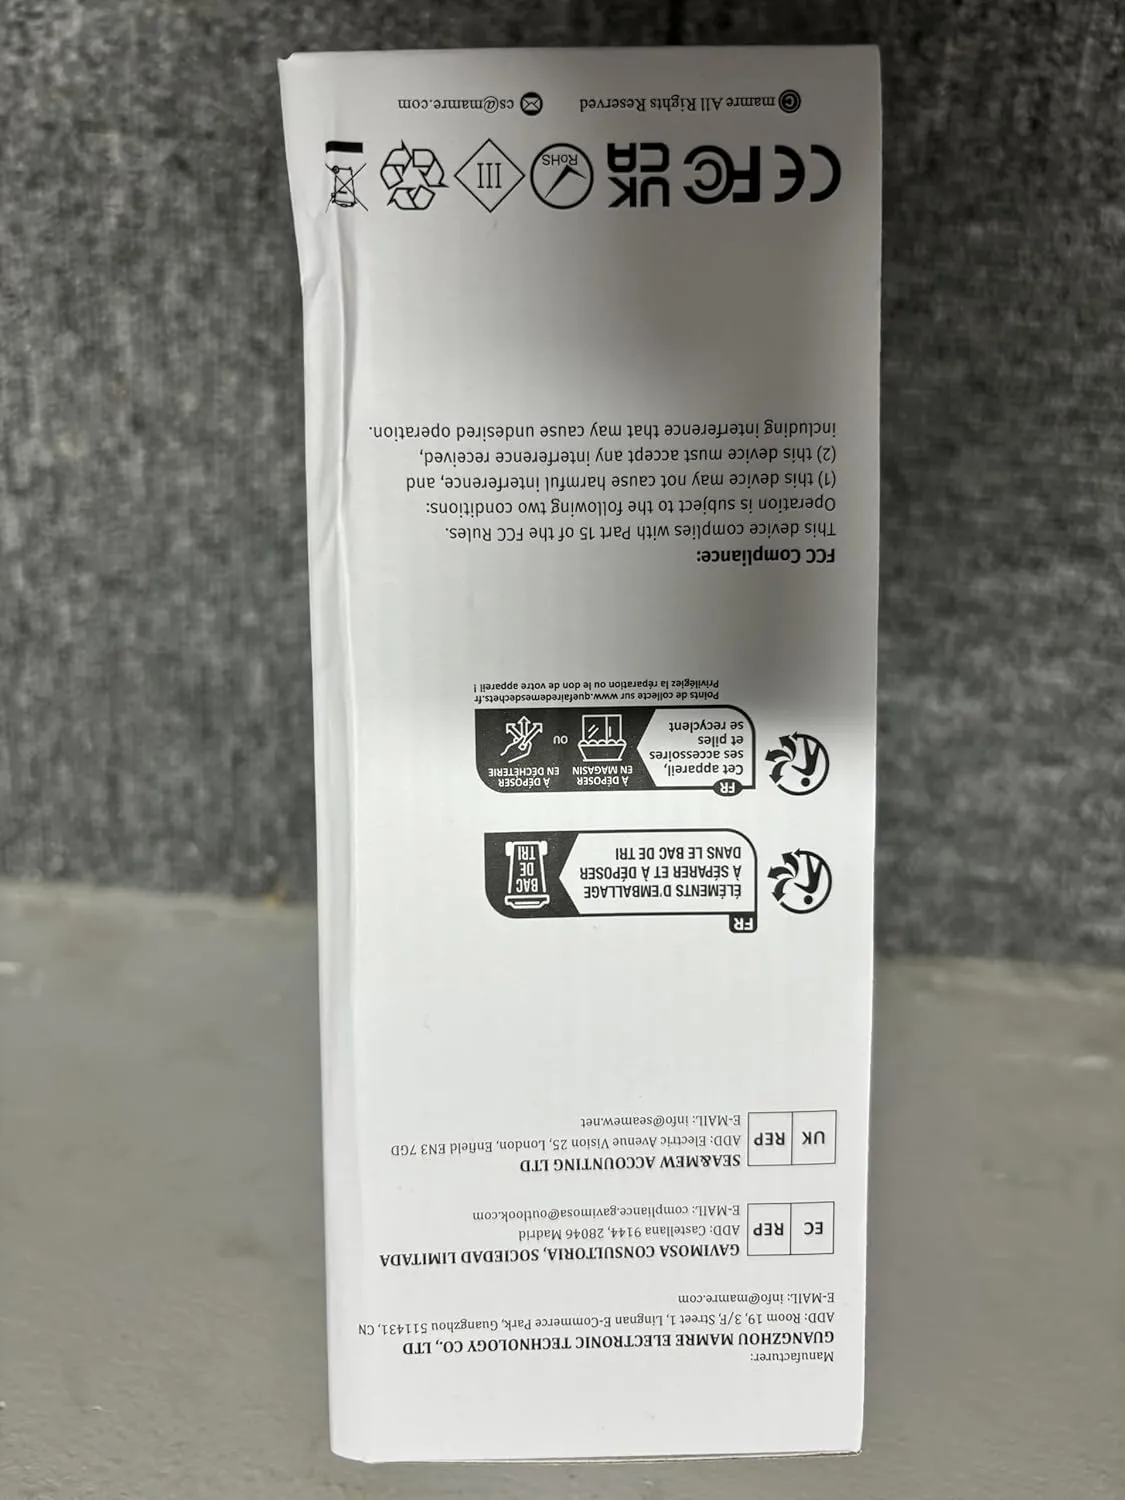 Manufacturer:
GUANGZHOU MAMRE ELECTRONIC TECHNOLOGY CO., LTD
ADD: Room 19, 3/F, Street 1, Lingnan E-Commerce Park, Guangzhou 511431, CN
E-MAIL: info@mamre.com
EC REP
GAVIMOSA CONSULTORIA, SOCIEDAD LIMITADA
ADD: Castellana 9144, 28046 Madrid
E-MAIL: compliance.gavimosa@outlook.com
UK REP
SEA&MEW ACCOUNTING LTD
ADD: Electric Avenue Vision 25, London, Enfield EN3 7GD
E-MAIL: info@seamew.net
FR
ÉLÉMENTS D'EMBALLAGE
À SÉPARER ET À DÉPOSER
DANS LE BAC DE TRI
BAC
DE
TRI
FR
Cet appareil,
ses accessoires
et piles
se recyclent
À DÉPOSER
EN MAGASIN
OU
À DÉPOSER
EN DÉCHÈTERIE
Points de collecte sur www.quefairedemesdechets.fr
Privilégiez la réparation ou le don de votre appareil !
FCC Compliance:
This device complies with Part 15 of the FCC Rules.
Operation is subject to the following two conditions:
(1) this device may not cause harmful interference, and
(2) this device must accept any interference received,
including interference that may cause undesired operation.
CE FC UK CA RoHS III
© mamre All Rights Reserved cs@mamre.com